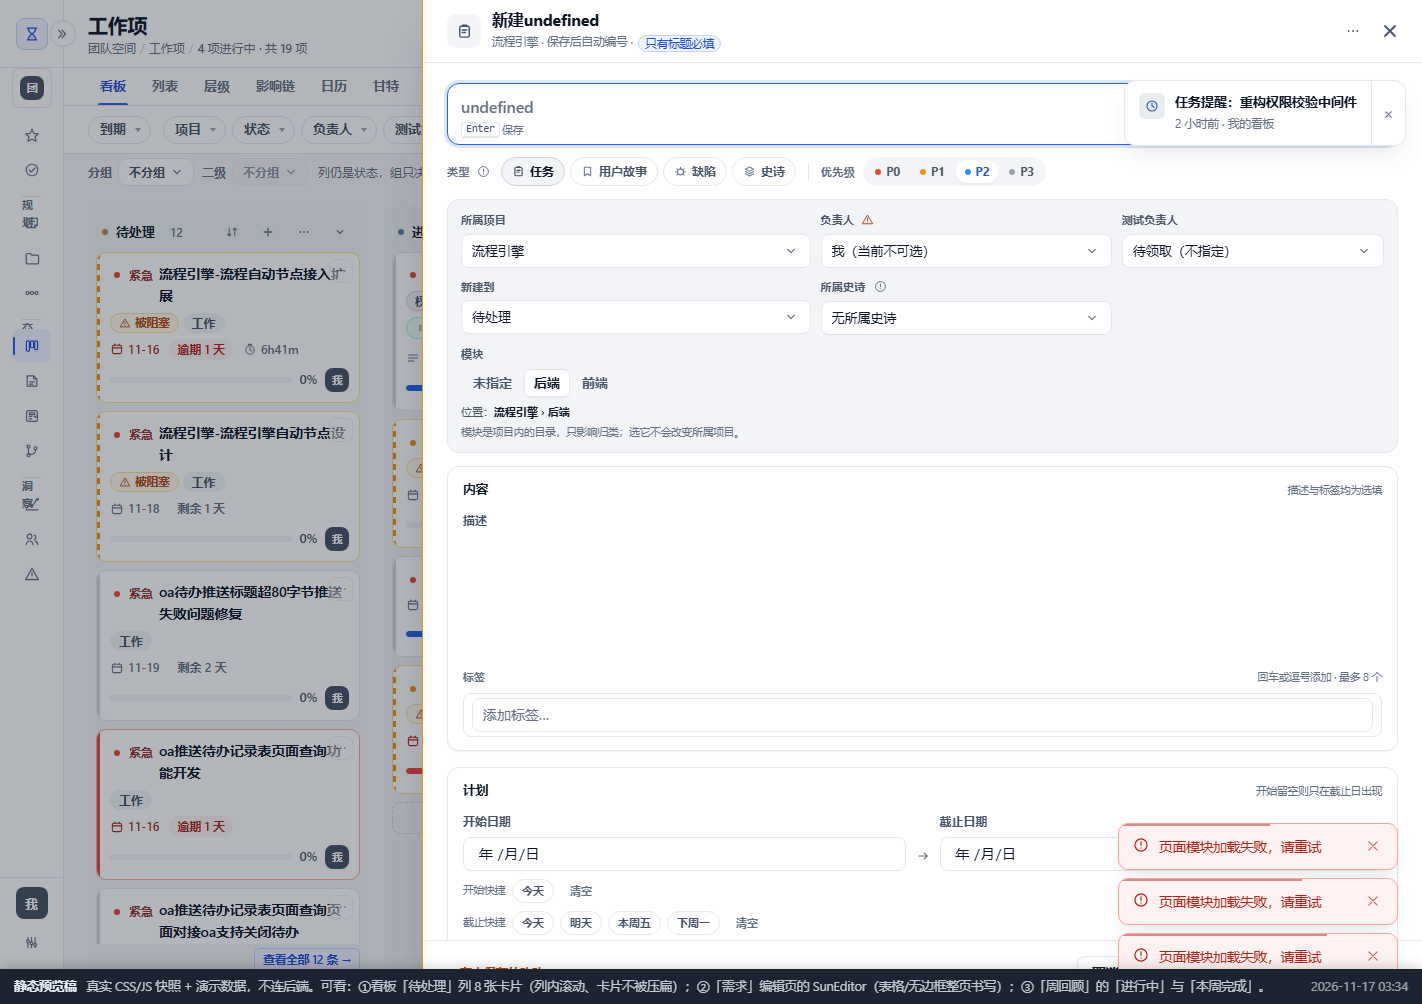 工作项
团队空间 / 工作项 / 4 项进行中 · 共 19 项
团
看板 列表 层级 影响链 日历 甘特
到期 项目 状态 负责人 测试
分组 不分组 二级 不分组 列仍是状态，组只决
规
划
洞
察
我
待处理 12
紧急 流程引擎-流程自动节点接入扩
展
被阻塞 工作
11-16 逾期 1 天 6h41m
0% 我
紧急 流程引擎-流程引擎自动节点设
计
被阻塞 工作
11-18 剩余 1 天
0% 我
紧急 oa待办推送标题超80字节推送
失败问题修复
工作
11-19 剩余 2 天
0% 我
紧急 oa推送待办记录表页面查询功
能开发
工作
11-16 逾期 1 天
0% 我
紧急 oa推送待办记录表页面查询页
面对接oa支持关闭待办
查看全部 12 条 →
新建undefined
流程引擎 · 保存后自动编号 · 只有标题必填
undefined
Enter 保存
任务提醒：重构权限校验中间件
2 小时前 · 我的看板
类型 任务 用户故事 缺陷 史诗 优先级 P0 P1 P2 P3
所属项目 负责人 测试负责人
流程引擎 我（当前不可选） 待领取（不指定）
新建到 所属史诗
待处理 无所属史诗
模块
未指定 后端 前端
位置：流程引擎 › 后端
模块是项目内的目录，只影响归类；选它不会改变所属项目。
内容 描述与标签均为选填
描述
标签 回车或逗号添加 · 最多 8 个
添加标签...
计划 开始留空则只在截止日出现
开始日期 截止日期
年 /月/日 → 年 /月/日
开始快捷 今天 清空
截止快捷 今天 明天 本周五 下周一 清空
页面模块加载失败，请重试
页面模块加载失败，请重试
页面模块加载失败，请重试
静态预览稿 真实 CSS/JS 快照 + 演示数据，不连后端。可看：①看板「待处理」列 8 张卡片（列内滚动、卡片不被压扁）；②「需求」编辑页的 SunEditor（表格/无边框整页书写）；③「周回顾」的「进行中」与「本周完成」。 2026-11-17 03:34